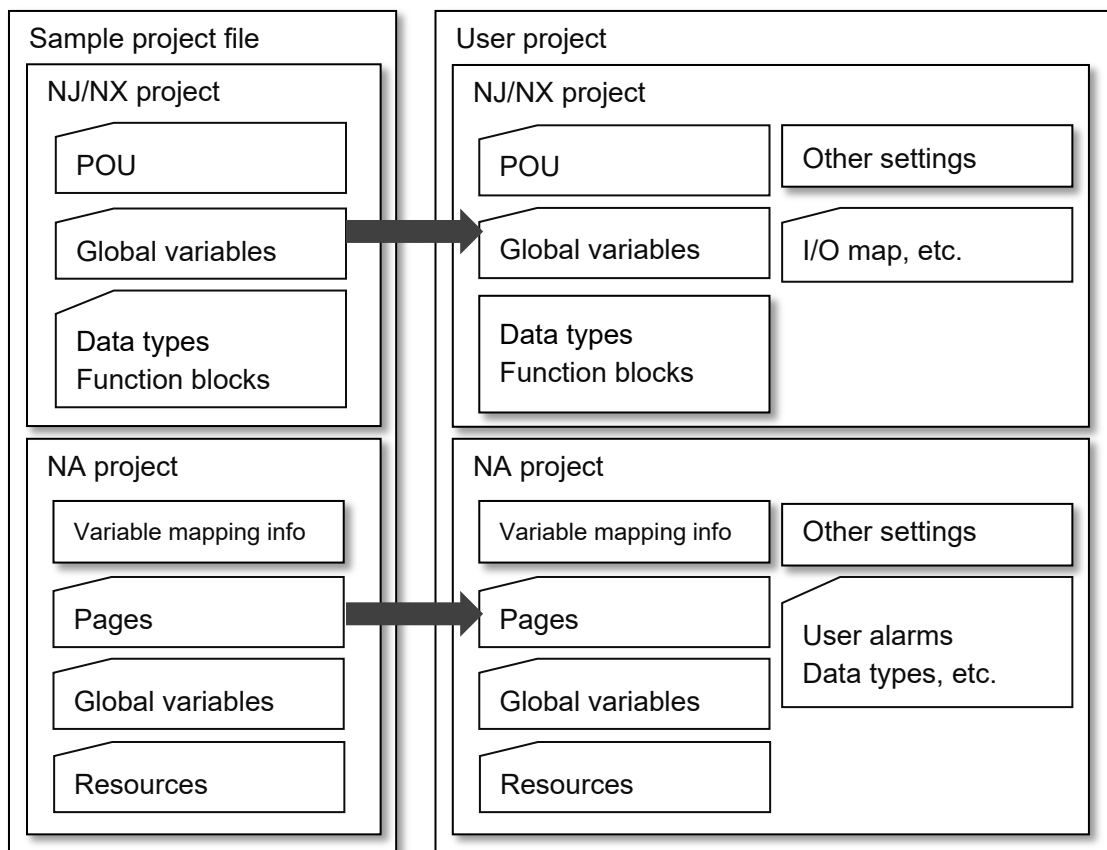 Sample project file
NJ/NX project
POU
Global variables
Data types
Function blocks
NA project
Variable mapping info
Pages
Global variables
Resources
User project
NJ/NX project
POU
Other settings
Global variables
I/O map, etc.
Data types
Function blocks
NA project
Variable mapping info
Other settings
Pages
User alarms
Data types, etc.
Global variables
Resources